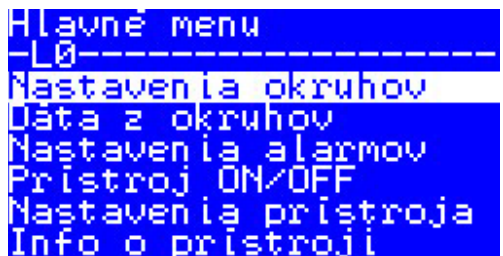 Hlavné menu
-L0------------------
Nastavenia okruhov
Dáta z okruhov
Nastavenia alarmov
Prístroj ON/OFF
Nastavenia prístroja
Info o prístroji